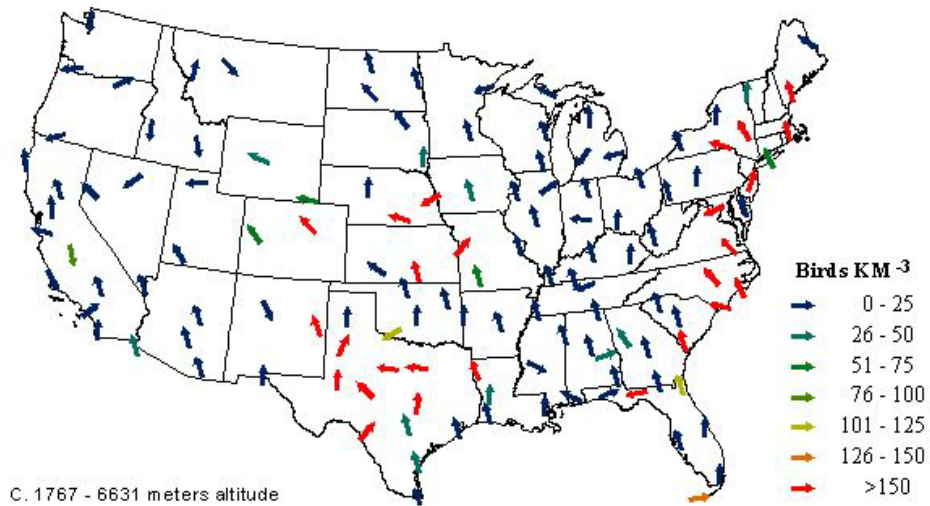 Birds KM -3
0 - 25
26 - 50
51 - 75
76 - 100
101 - 125
126 - 150
>150
C. 1767 - 6631 meters altitude